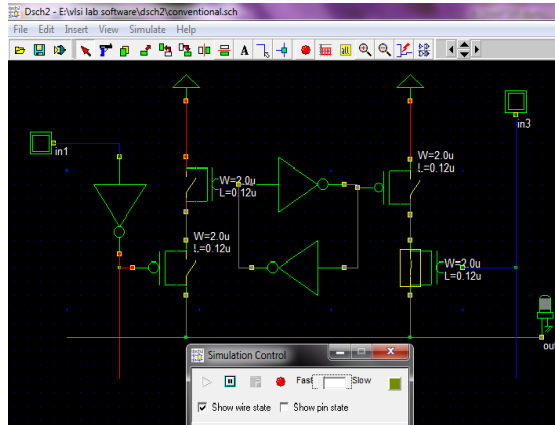 Dsch2 - E:\vlsi lab software\dsch2\conventional.sch
File Edit Insert View Simulate Help
in1
in3
W=2.0u
L=0.12u
W=2.0u
L=0.12u
W=2.0u
L=0.12u
W=2.0u
L=0.12u
out
Simulation Control
Fast Slow
Show wire state Show pin state